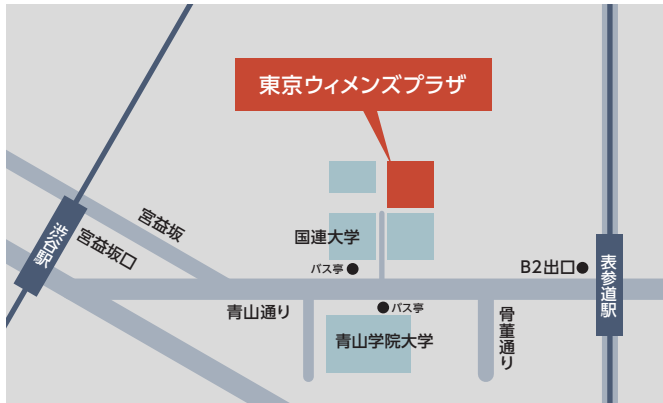 東京ウィメンズプラザ
宮益坂
渋谷駅
宮益坂口
国連大学
バス亭
B2出口
表参道駅
青山通り
バス亭
骨董通り
青山学院大学